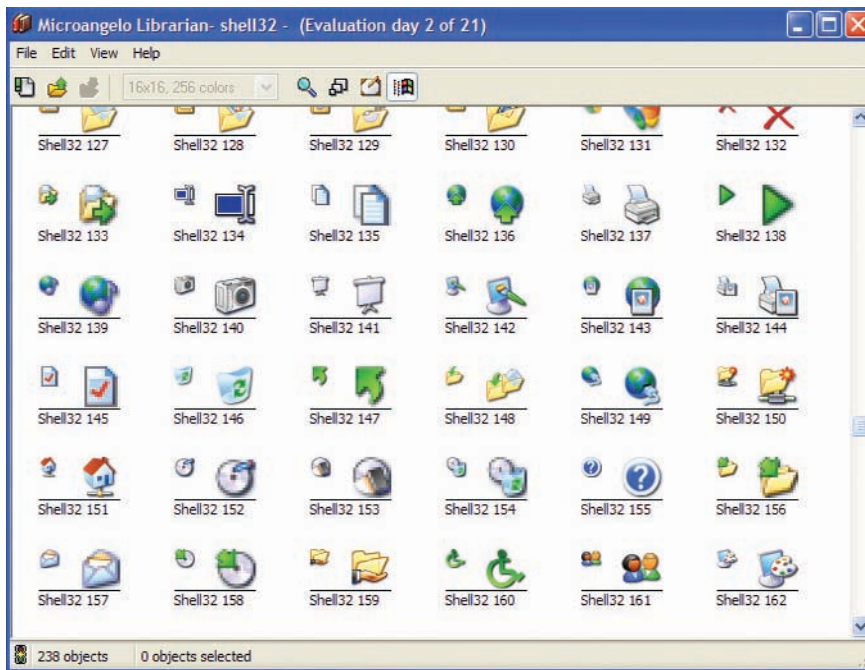 Microangelo Librarian- shell32 - (Evaluation day 2 of 21)
File Edit View Help
16x16, 256 colors
Shell32 127 Shell32 128 Shell32 129 Shell32 130 Shell32 131 Shell32 132
Shell32 133 Shell32 134 Shell32 135 Shell32 136 Shell32 137 Shell32 138
Shell32 139 Shell32 140 Shell32 141 Shell32 142 Shell32 143 Shell32 144
Shell32 145 Shell32 146 Shell32 147 Shell32 148 Shell32 149 Shell32 150
Shell32 151 Shell32 152 Shell32 153 Shell32 154 Shell32 155 Shell32 156
Shell32 157 Shell32 158 Shell32 159 Shell32 160 Shell32 161 Shell32 162
238 objects 0 objects selected